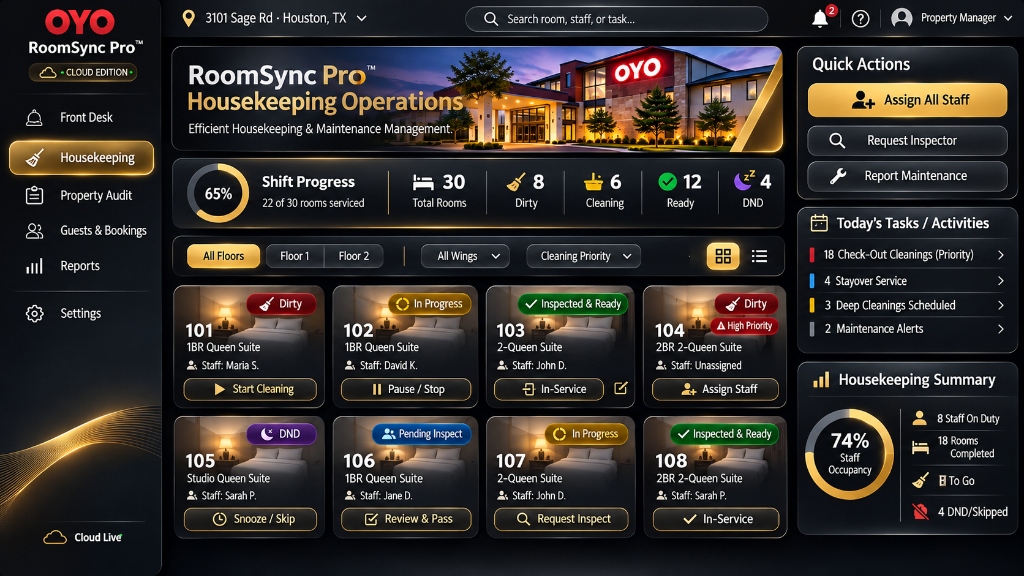 OYO
RoomSync Pro™
CLOUD EDITION
Front Desk
Housekeeping
Property Audit
Guests & Bookings
Reports
Settings
Cloud Live
3101 Sage Rd · Houston, TX
Search room, staff, or task...
2
Property Manager
RoomSync Pro™
Housekeeping Operations
Efficient Housekeeping & Maintenance Management.
OYO
65%
Shift Progress
22 of 30 rooms serviced
30
Total Rooms
8
Dirty
6
Cleaning
12
Ready
4
DND
All Floors
Floor 1
Floor 2
All Wings
Cleaning Priority
Dirty
101
1BR Queen Suite
Staff: Maria S.
Start Cleaning
In Progress
102
1BR Queen Suite
Staff: David K.
Pause / Stop
Inspected & Ready
103
2-Queen Suite
Staff: John D.
In-Service
Dirty
High Priority
104
2BR 2-Queen Suite
Staff: Unassigned
Assign Staff
DND
105
Studio Queen Suite
Staff: Sarah P.
Snooze / Skip
Pending Inspect
106
1BR Queen Suite
Staff: Jane D.
Review & Pass
In Progress
107
2-Queen Suite
Staff: John D.
Request Inspect
Inspected & Ready
108
2BR 2-Queen Suite
Staff: Sarah P.
In-Service
Quick Actions
Assign All Staff
Request Inspector
Report Maintenance
Today's Tasks / Activities
18 Check-Out Cleanings (Priority)
4 Stayover Service
3 Deep Cleanings Scheduled
2 Maintenance Alerts
Housekeeping Summary
74%
Staff
Occupancy
8 Staff On Duty
18 Rooms
Completed
To Go
4 DND/Skipped